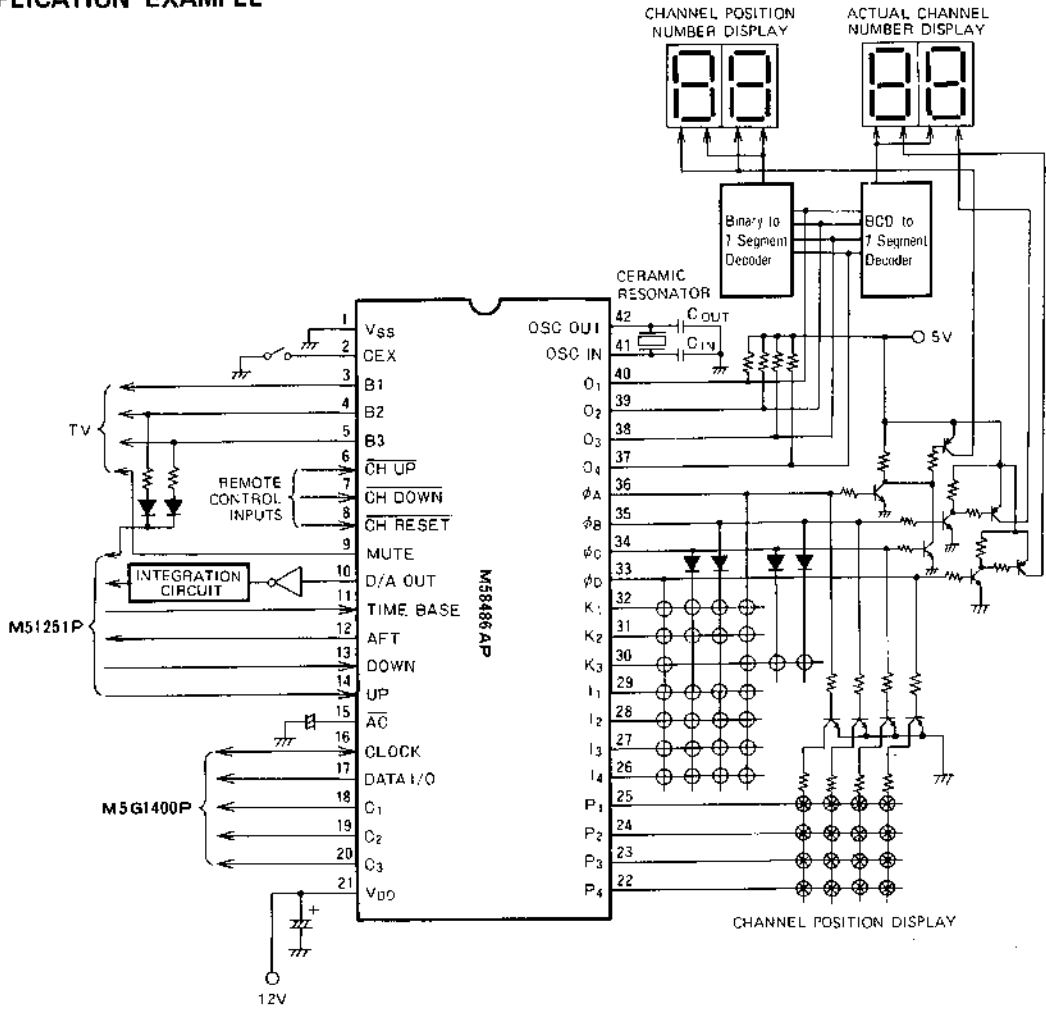 PLICATION EXAMPLE
CHANNEL POSITION
NUMBER DISPLAY
ACTUAL CHANNEL
NUMBER DISPLAY
Binary to
7 Segment
Decoder
BCD to
7 Segment
Decoder
CERAMIC
RESONATOR
C OUT
C IN
5V
M58486AP
1 VSS
2 CEX
3 B1
4 B2
5 B3
6 CH UP
7 CH DOWN
8 CH RESET
9 MUTE
10 D/A OUT
11 TIME BASE
12 AFT
13 DOWN
14 UP
15 AC
16 CLOCK
17 DATA I/O
18 C1
19 C2
20 C3
21 VDD
42 OSC OUT
41 OSC IN
40 O1
39 O2
38 O3
37 O4
36 ϕA
35 ϕB
34 ϕC
33 ϕD
32 K1
31 K2
30 K3
29 I1
28 I2
27 I3
26 I4
25 P1
24 P2
23 P3
22 P4
TV
REMOTE
CONTROL
INPUTS
INTEGRATION
CIRCUIT
M51251P
M5G1400P
+
12V
CHANNEL POSITION DISPLAY